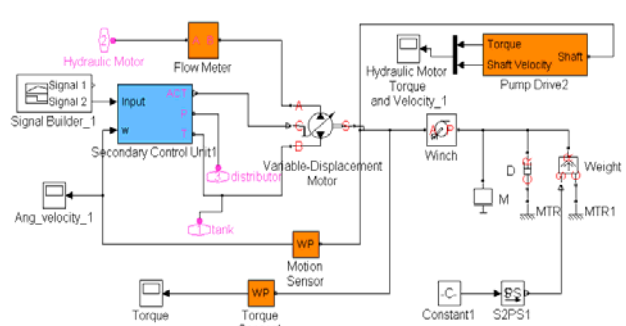 2
Hydraulic Motor
A B
Flow Meter
Torque
Shaft Velocity
Shaft
Pump Drive2
Hydraulic Motor
Torque
and Velocity_1
Signal 1
Signal 2
Signal Builder_1
Input
w
ACT
P
T
Secondary Control Unit1
A
C
S
B
Variable-Displacement
Motor
distributor
tank
A P
Winch
M
D
MTR
Weight
MTR1
Ang_velocity_1
WP
Motion
Sensor
Torque
WP
Torque
-C-
Constant1
S2PS1